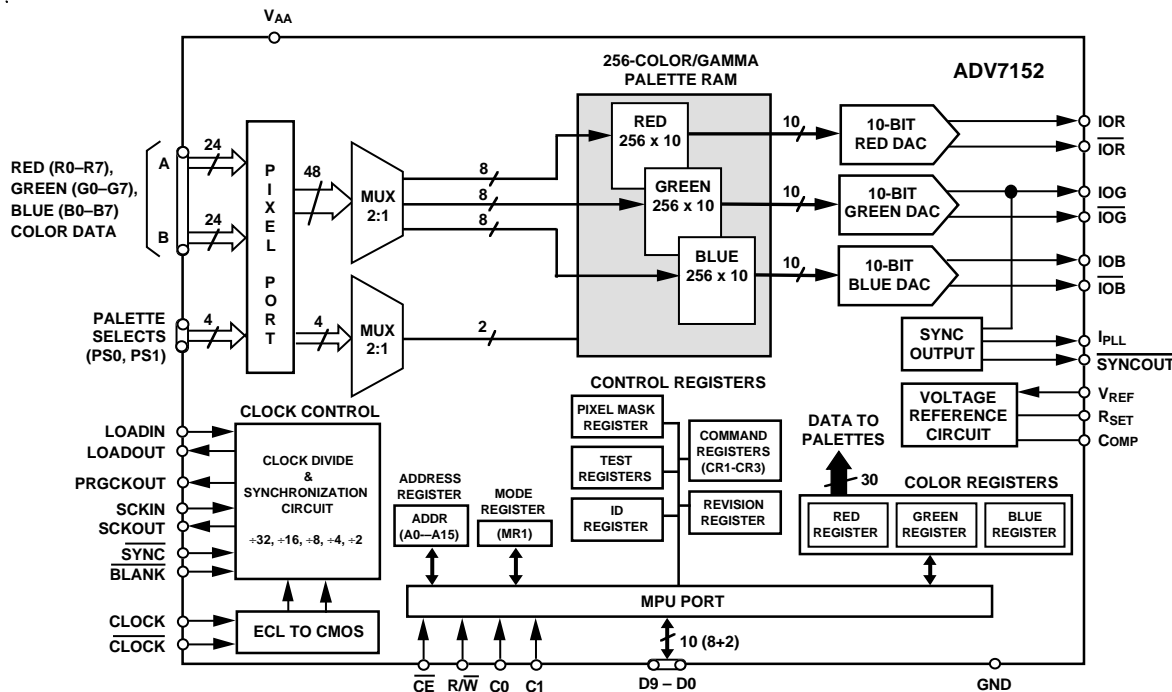 VAA
256-COLOR/GAMMA
PALETTE RAM
ADV7152
RED (R0–R7),
GREEN (G0–G7),
BLUE (B0–B7)
COLOR DATA
A
B
24
24
PIXEL PORT
48
MUX
2:1
8
8
8
RED
256 x 10
GREEN
256 x 10
BLUE
256 x 10
10
10
10
10-BIT
RED DAC
10-BIT
GREEN DAC
10-BIT
BLUE DAC
IOR
IOR
IOG
IOG
IOB
IOB
PALETTE
SELECTS
(PS0, PS1)
4
4
MUX
2:1
2
SYNC
OUTPUT
IPLL
SYNCOUT
VOLTAGE
REFERENCE
CIRCUIT
VREF
RSET
COMP
CLOCK CONTROL
LOADIN
LOADOUT
PRGCKOUT
SCKIN
SCKOUT
SYNC
BLANK
CLOCK DIVIDE
&
SYNCHRONIZATION
CIRCUIT
÷32, ÷16, ÷8, ÷4, ÷2
CLOCK
CLOCK
ECL TO CMOS
ADDRESS
REGISTER
ADDR
(A0–A15)
MODE
REGISTER
(MR1)
CONTROL REGISTERS
PIXEL MASK
REGISTER
TEST
REGISTERS
ID
REGISTER
COMMAND
REGISTERS
(CR1-CR3)
REVISION
REGISTER
DATA TO
PALETTES
30
COLOR REGISTERS
RED
REGISTER
GREEN
REGISTER
BLUE
REGISTER
MPU PORT
10 (8+2)
CE
R/W
C0
C1
D9 – D0
GND